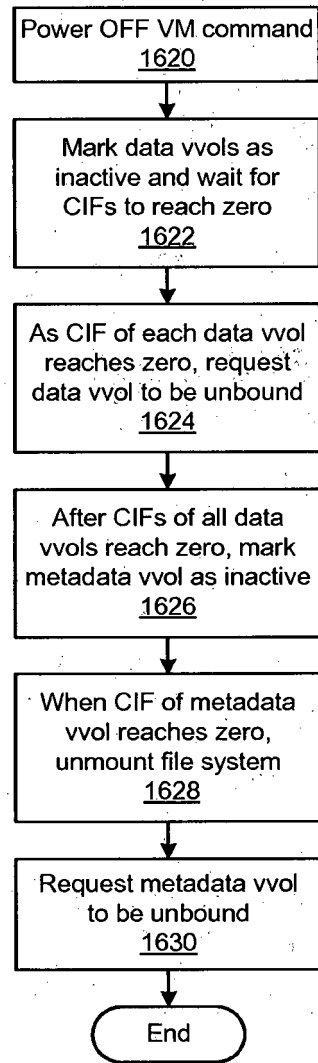 Power OFF VM command
1620
Mark data vvols as
inactive and wait for
CIFs to reach zero
1622
As CIF of each data vvol
reaches zero, request
data vvol to be unbound
1624
After CIFs of all data
vvols reach zero, mark
metadata vvol as inactive
1626
When CIF of metadata
vvol reaches zero,
unmount file system
1628
Request metadata vvol
to be unbound
1630
End